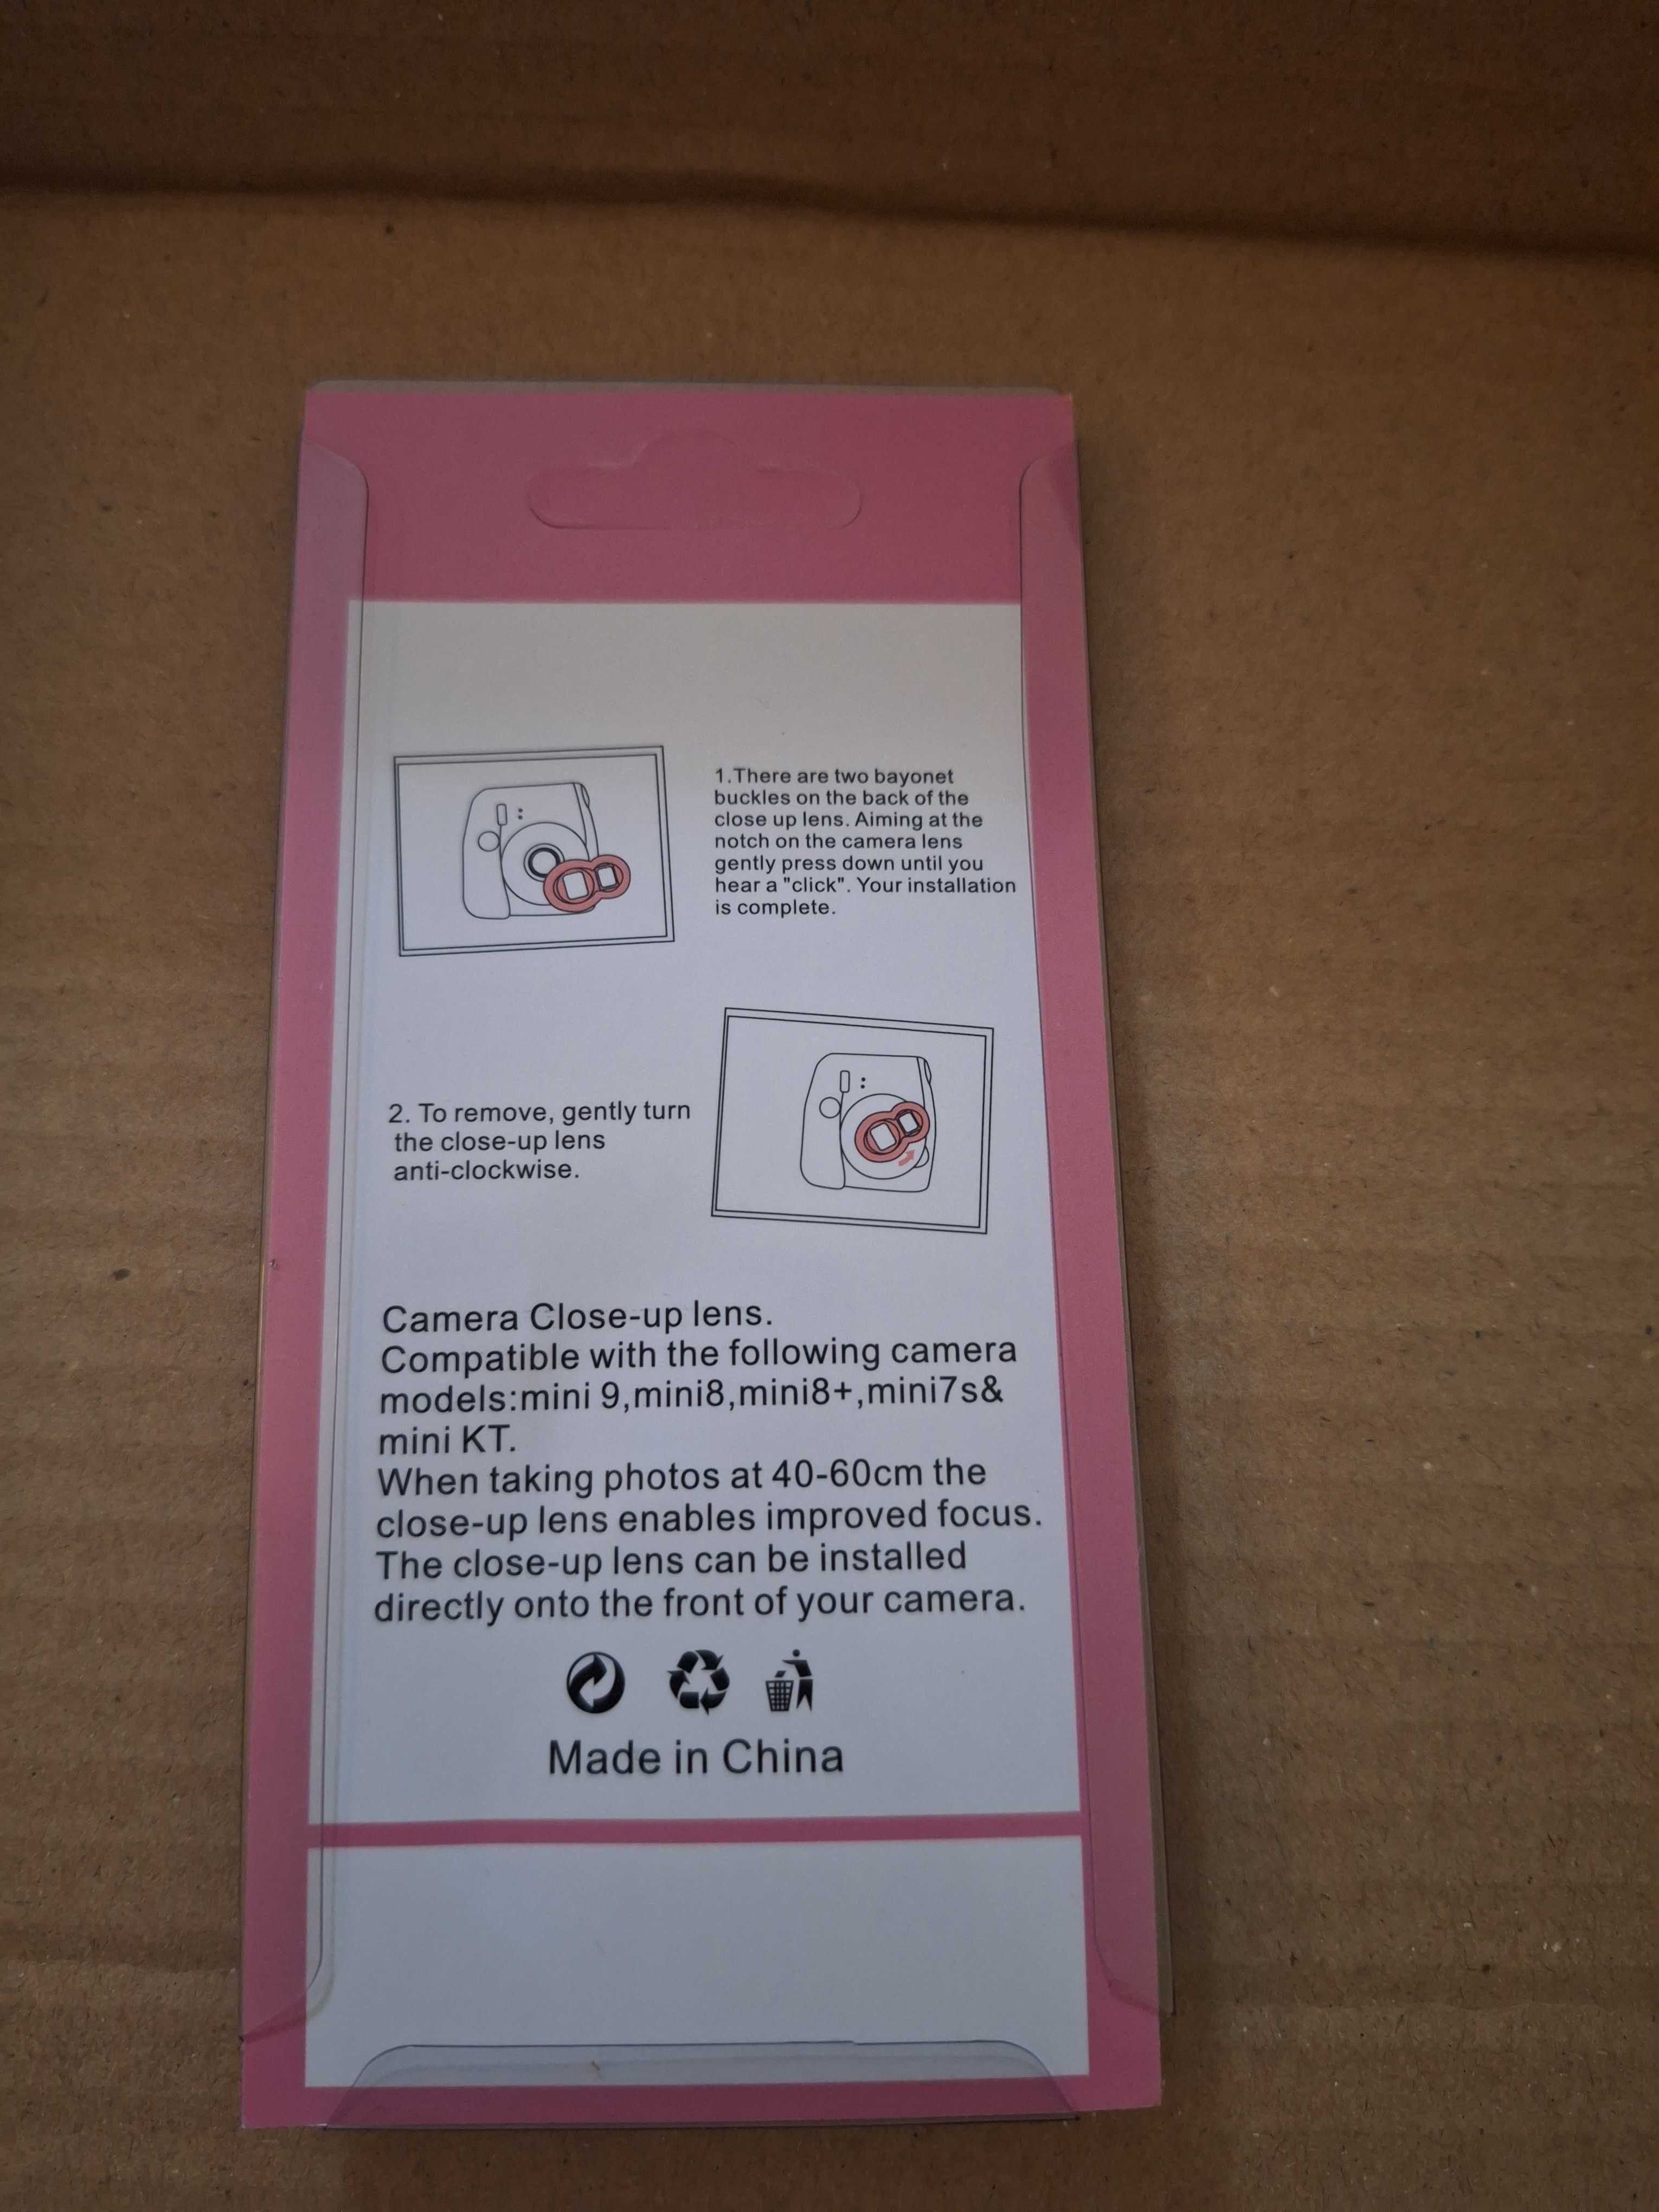 1.There are two bayonet
buckles on the back of the
close up lens. Aiming at the
notch on the camera lens
gently press down until you
hear a "click". Your installation
is complete.
2. To remove, gently turn
the close-up lens
anti-clockwise.
Camera Close-up lens.
Compatible with the following camera
models:mini 9,mini8,mini8+,mini7s&
mini KT.
When taking photos at 40-60cm the
close-up lens enables improved focus.
The close-up lens can be installed
directly onto the front of your camera.
Made in China